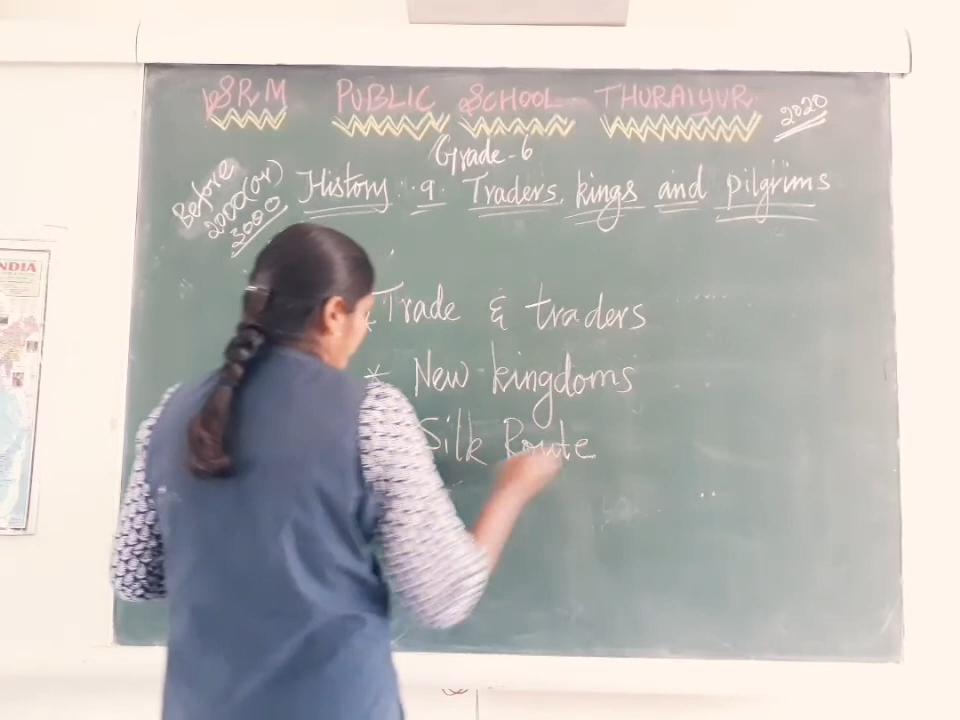 SRM PUBLIC SCHOOL THURAIYUR
2020
Grade-6
Before
2000 (or)
3000
History . 9. Traders, kings and pilgrims
Trade & traders
* New kingdoms
Silk Route
INDIA